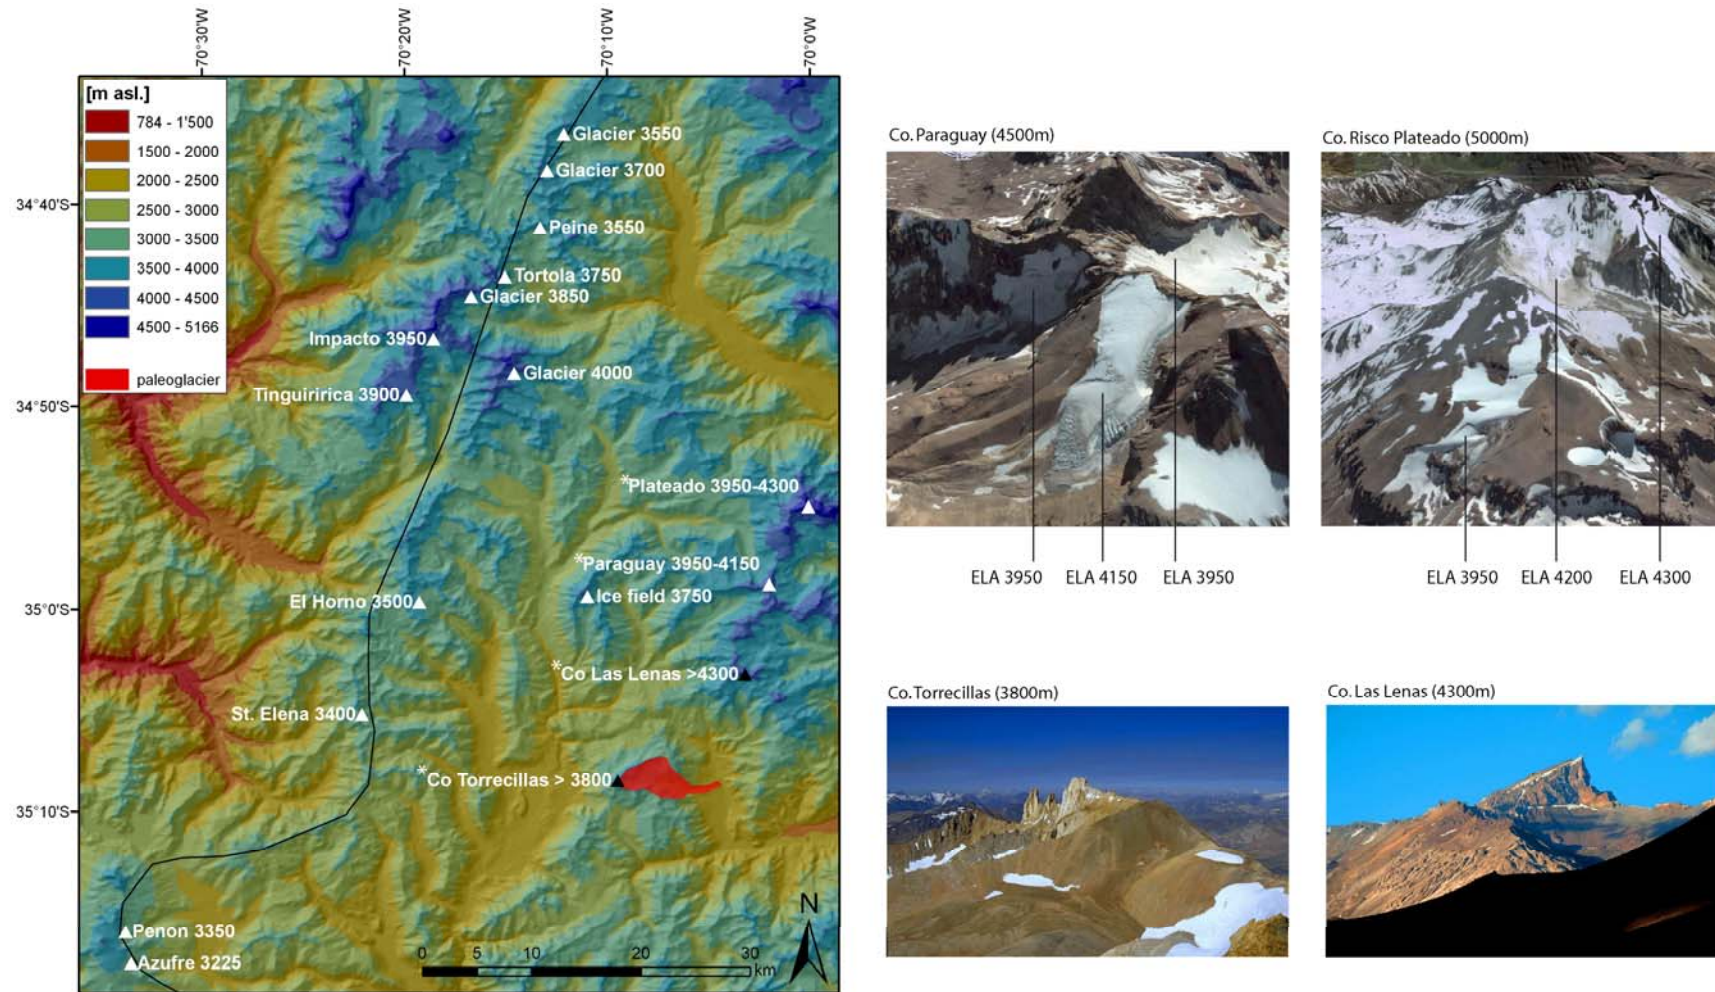 70°30'W
70°20'W
70°10'W
70°0'W
[m asl.]
784 - 1'500
1500 - 2000
2000 - 2500
2500 - 3000
3000 - 3500
3500 - 4000
4000 - 4500
4500 - 5166
paleoglacier
34°40'S
34°50'S
35°0'S
35°10'S
Glacier 3550
Glacier 3700
Peine 3550
Tortola 3750
Glacier 3850
Impacto 3950
Glacier 4000
Tinguiririca 3900
*Plateado 3950-4300
*Paraguay 3950-4150
Ice field 3750
El Horno 3500
*Co Las Lenas >4300
St. Elena 3400
*Co Torrecillas > 3800
Penon 3350
Azufre 3225
N
0 5 10 20 30
km
Co. Paraguay (4500m)
ELA 3950 ELA 4150 ELA 3950
Co. Risco Plateado (5000m)
ELA 3950 ELA 4200 ELA 4300
Co. Torrecillas (3800m)
Co. Las Lenas (4300m)